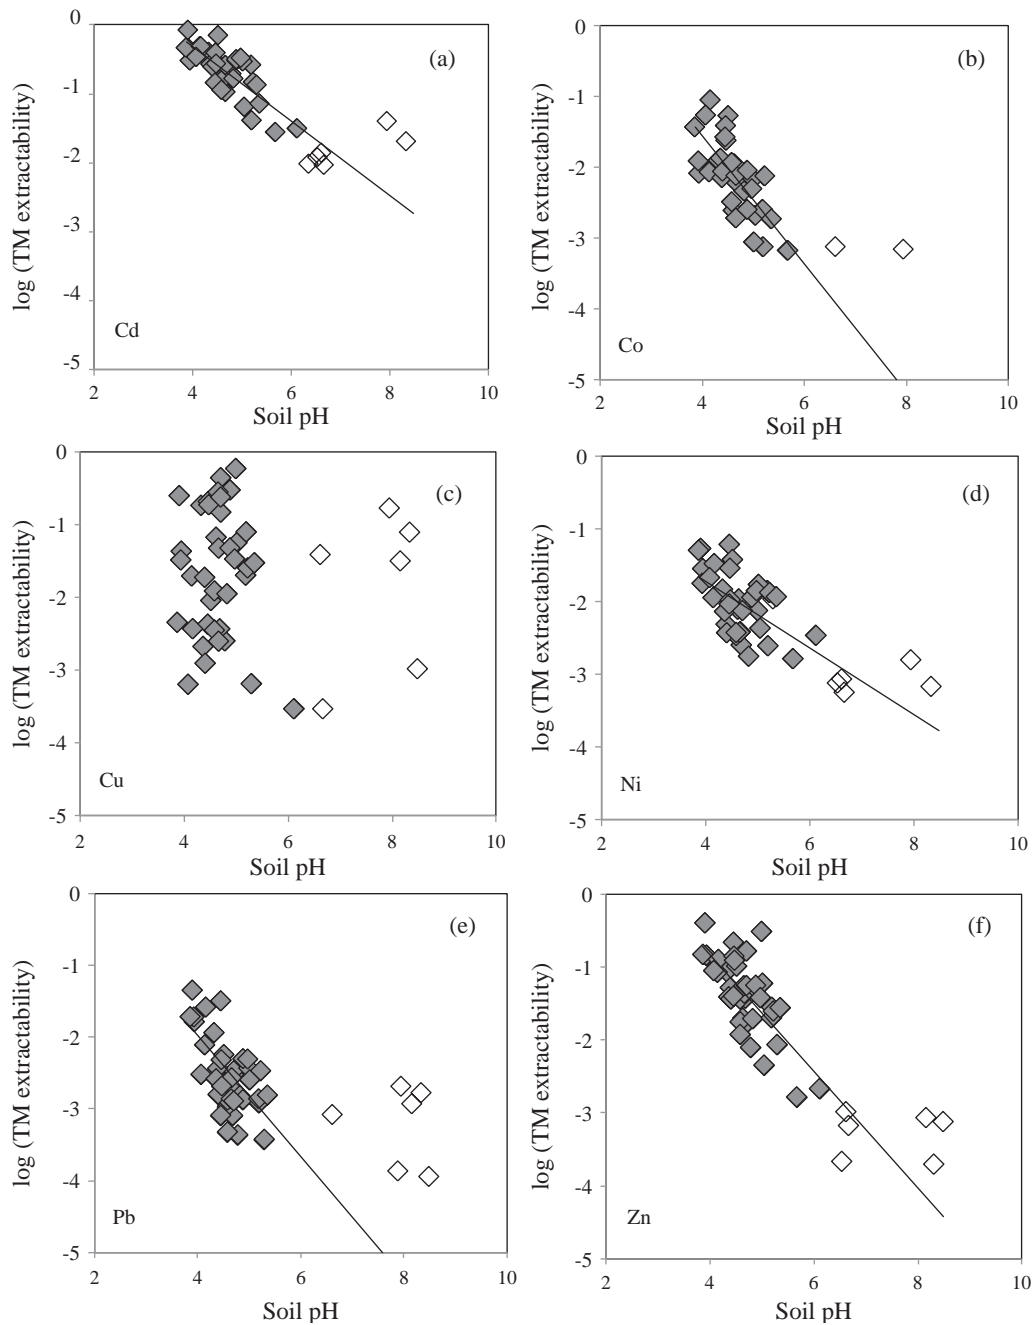 0
-1
-2
-3
-4
-5
2 4 6 8 10
log (TM extractability)
Soil pH
(a)
Cd
0
-1
-2
-3
-4
-5
2 4 6 8 10
log (TM extractability)
Soil pH
(b)
Co
0
-1
-2
-3
-4
-5
2 4 6 8 10
log (TM extractability)
Soil pH
(c)
Cu
0
-1
-2
-3
-4
-5
2 4 6 8 10
log (TM extractability)
Soil pH
(d)
Ni
0
-1
-2
-3
-4
-5
2 4 6 8 10
log (TM extractability)
Soil pH
(e)
Pb
0
-1
-2
-3
-4
-5
2 4 6 8 10
log (TM extractability)
Soil pH
(f)
Zn